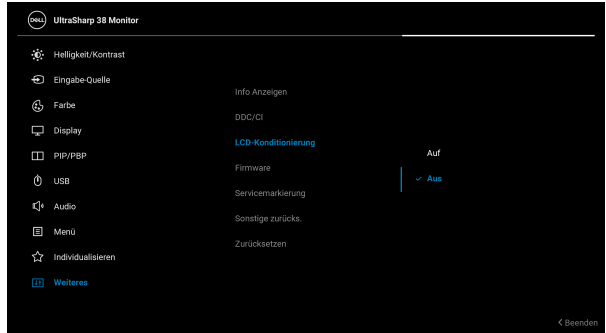 DELL
UltraSharp 38 Monitor
Helligkeit/Kontrast
Eingabe-Quelle
Farbe
Display
PIP/PBP
USB
Audio
Menü
Individualisieren
Weiteres
Info Anzeigen
DDC/CI
LCD-Konditionierung
Firmware
Servicemarkierung
Sonstige zurücks.
Zurücksetzen
Auf
Aus
Beenden